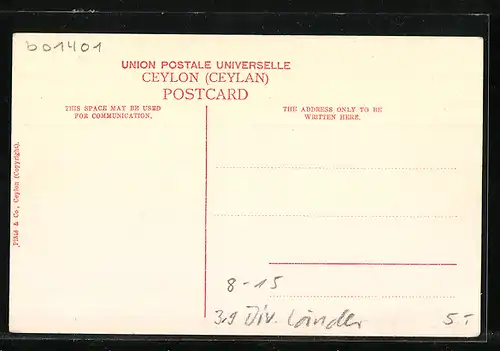 b01401
UNION POSTALE UNIVERSELLE
CEYLON (CEYLAN)
POSTCARD
THIS SPACE MAY BE USED
FOR COMMUNICATION.
THE ADDRESS ONLY TO BE
WRITTEN HERE.
Plâté & Co., Ceylon (Copyright).
8-15
3,9 Div. Länder
5.-